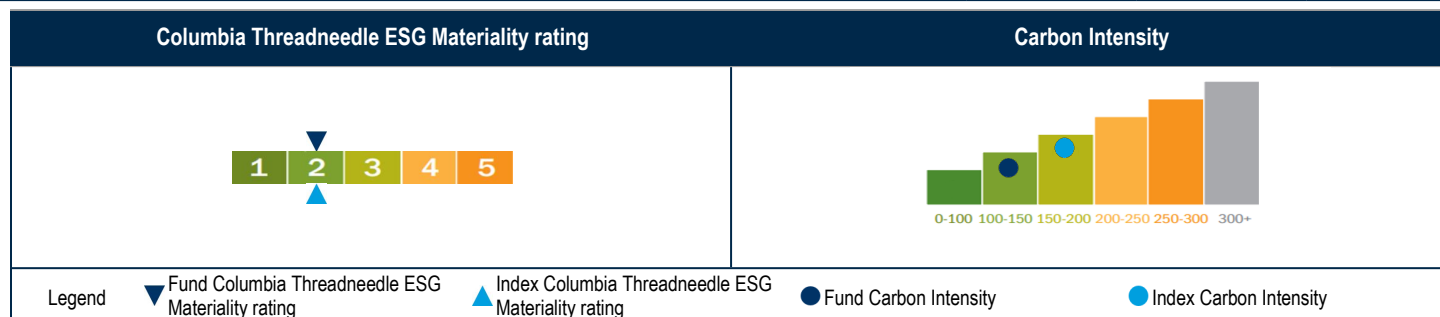 Columbia Threadneedle ESG Materiality rating
Carbon Intensity
1 2 3 4 5
0-100 100-150 150-200 200-250 250-300 300+
Legend
Fund Columbia Threadneedle ESG
Materiality rating
Index Columbia Threadneedle ESG
Materiality rating
Fund Carbon Intensity
Index Carbon Intensity